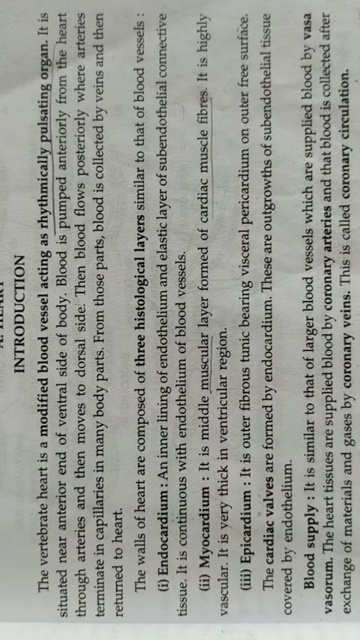 HEART
INTRODUCTION
The vertebrate heart is a modified blood vessel acting as rhythmically pulsating organ. It is
situated near anterior end of ventral side of body. Blood is pumped anteriorly from the heart
through arteries and then moves to dorsal side. Then blood flows posteriorly where arteries
terminate in capillaries in many body parts. From those parts, blood is collected by veins and then
returned to heart.
The walls of heart are composed of three histological layers similar to that of blood vessels :
(i) Endocardium : An inner lining of endothelium and elastic layer of subendothelial connective
tissue. It is continuous with endothelium of blood vessels.
(ii) Myocardium : It is middle muscular layer formed of cardiac muscle fibres. It is highly
vascular. It is very thick in ventricular region.
(iii) Epicardium : It is outer fibrous tunic bearing visceral pericardium on outer free surface.
The cardiac valves are formed by endocardium. These are outgrowths of subendothelial tissue
covered by endothelium.
Blood supply : It is similar to that of larger blood vessels which are supplied blood by vasa
vasorum. The heart tissues are supplied blood by coronary arteries and that blood is collected after
exchange of materials and gases by coronary veins. This is called coronary circulation.